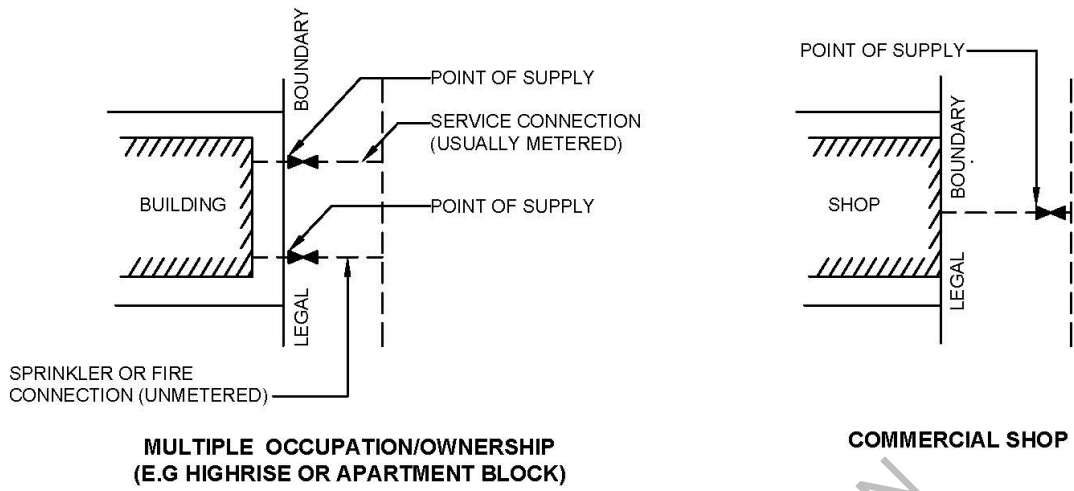 BOUNDARY
POINT OF SUPPLY
SERVICE CONNECTION
(USUALLY METERED)
BUILDING
POINT OF SUPPLY
LEGAL
SPRINKLER OR FIRE
CONNECTION (UNMETERED)
MULTIPLE OCCUPATION/OWNERSHIP
(E.G HIGHRISE OR APARTMENT BLOCK)
POINT OF SUPPLY
BOUNDARY
SHOP
LEGAL
COMMERCIAL SHOP